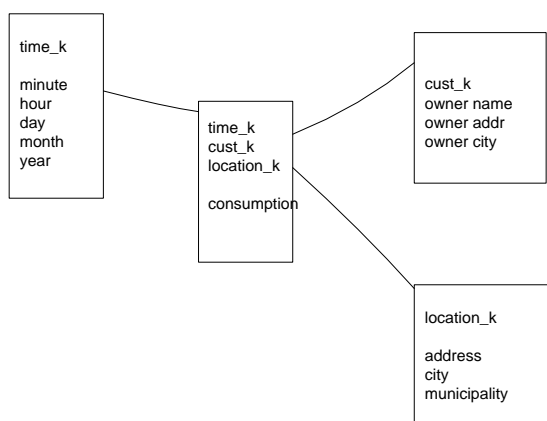 time_k
minute
hour
day
month
year
time_k
cust_k
location_k
consumption
cust_k
owner name
owner addr
owner city
location_k
address
city
municipality